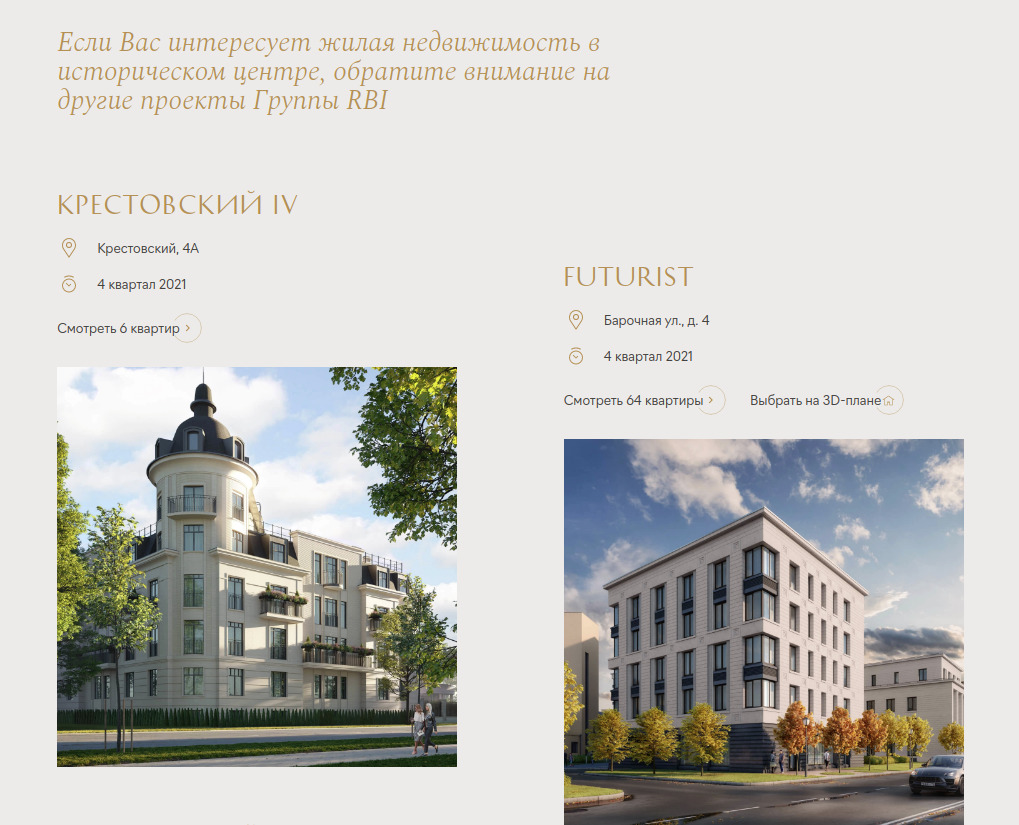 Если Вас интересует жилая недвижимость в
историческом центре, обратите внимание на
другие проекты Группы RBI
КРЕСТОВСКИЙ IV
Крестовский, 4А
4 квартал 2021
Смотреть 6 квартир
FUTURIST
Барочная ул., д. 4
4 квартал 2021
Смотреть 64 квартиры
Выбрать на 3D-плане